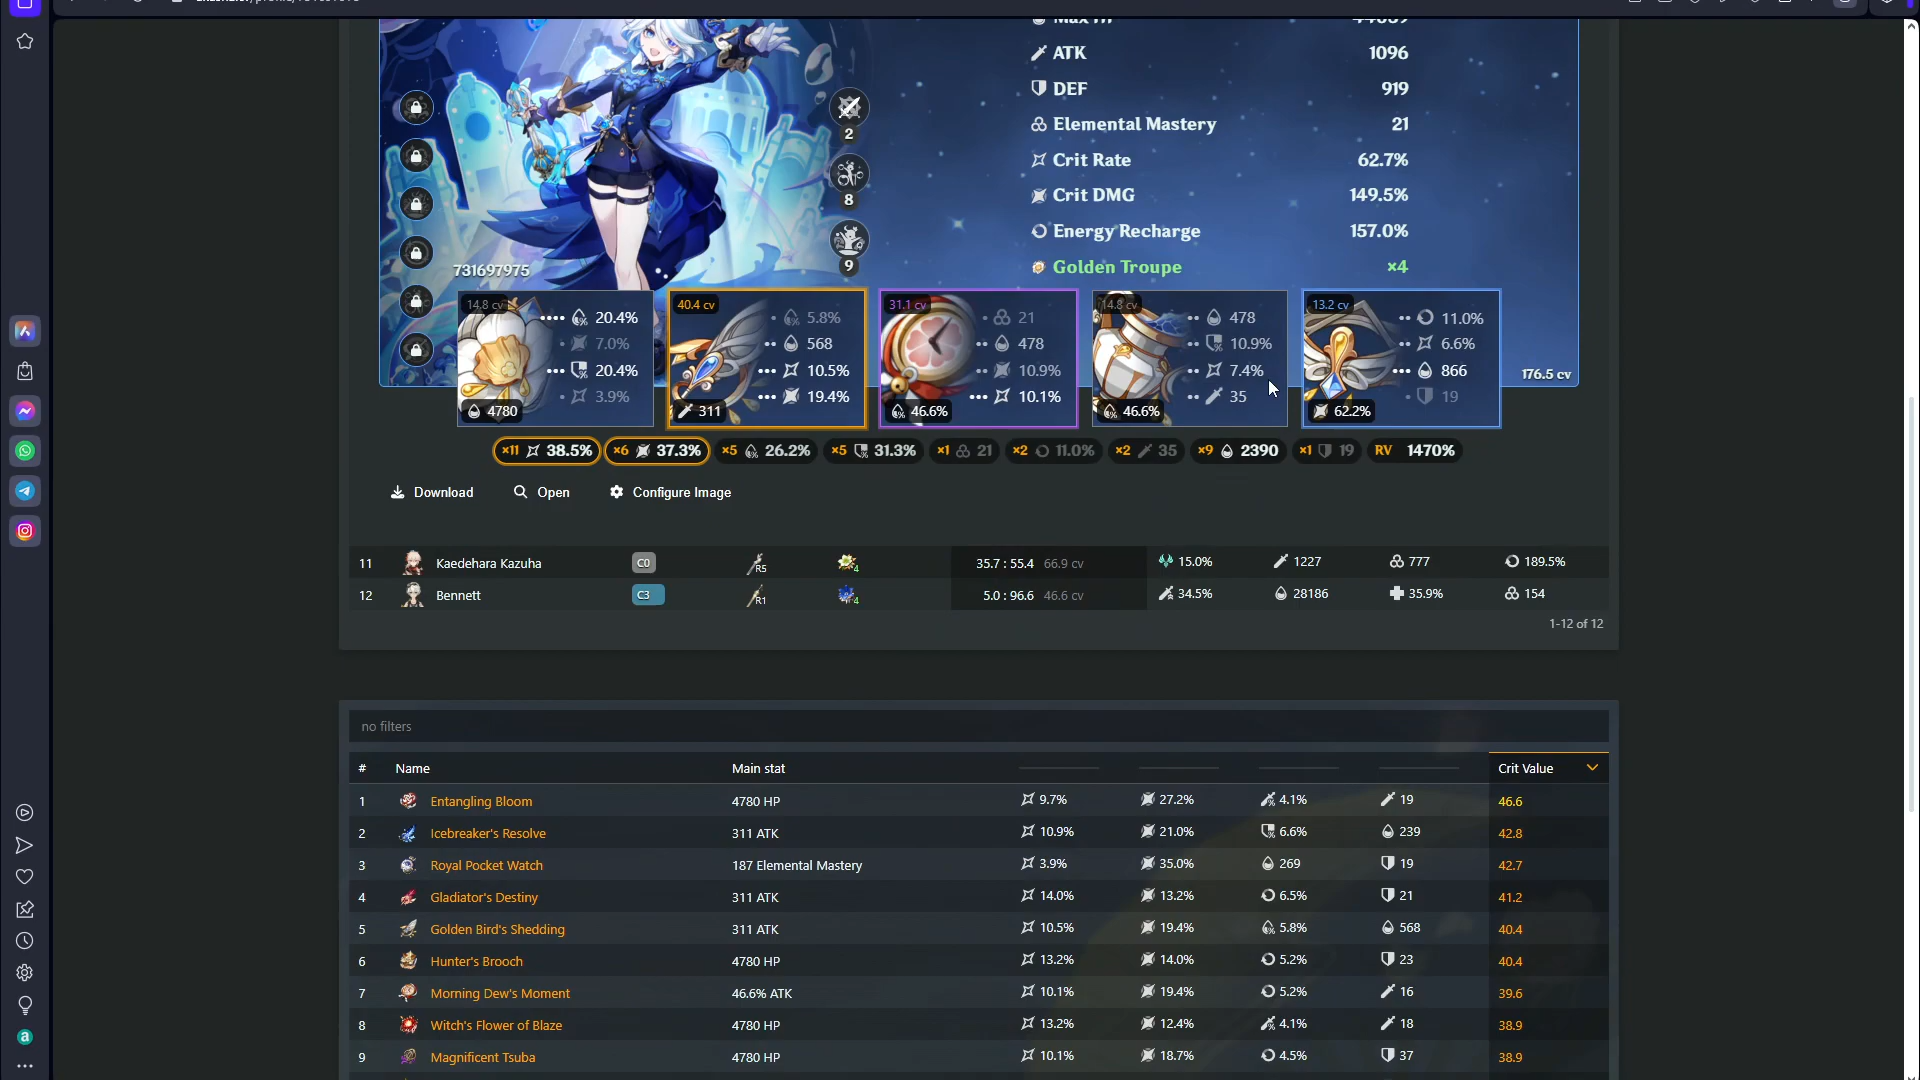 ATK 1096
DEF 919
Elemental Mastery 21
Crit Rate 62.7%
Crit DMG 149.5%
Energy Recharge 157.0%
Golden Troupe ×4
2
8
9
731697975
14.8 cv
20.4%
7.0%
20.4%
3.9%
4780
40.4 cv
5.8%
568
10.5%
19.4%
311
31.1 cv
21
478
10.9%
10.1%
46.6%
14.8 cv
478
10.9%
7.4%
35
46.6%
13.2 cv
11.0%
6.6%
866
19
62.2%
176.5 cv
×11 38.5% ×6 37.3% ×5 26.2% ×5 31.3% ×1 21 ×2 11.0% ×2 35 ×9 2390 ×1 19 RV 1470%
Download Open Configure Image
11 Kaedehara Kazuha C0 R5 4 35.7 : 55.4 66.9 cv 15.0% 1227 777 189.5%
12 Bennett C3 R1 4 5.0 : 96.6 46.6 cv 34.5% 28186 35.9% 154
1-12 of 12
no filters
# Name Main stat Crit Value
1 Entangling Bloom 4780 HP 9.7% 27.2% 4.1% 19 46.6
2 Icebreaker's Resolve 311 ATK 10.9% 21.0% 6.6% 239 42.8
3 Royal Pocket Watch 187 Elemental Mastery 3.9% 35.0% 269 19 42.7
4 Gladiator's Destiny 311 ATK 14.0% 13.2% 6.5% 21 41.2
5 Golden Bird's Shedding 311 ATK 10.5% 19.4% 5.8% 568 40.4
6 Hunter's Brooch 4780 HP 13.2% 14.0% 5.2% 23 40.4
7 Morning Dew's Moment 46.6% ATK 10.1% 19.4% 5.2% 16 39.6
8 Witch's Flower of Blaze 4780 HP 13.2% 12.4% 4.1% 18 38.9
9 Magnificent Tsuba 4780 HP 10.1% 18.7% 4.5% 37 38.9